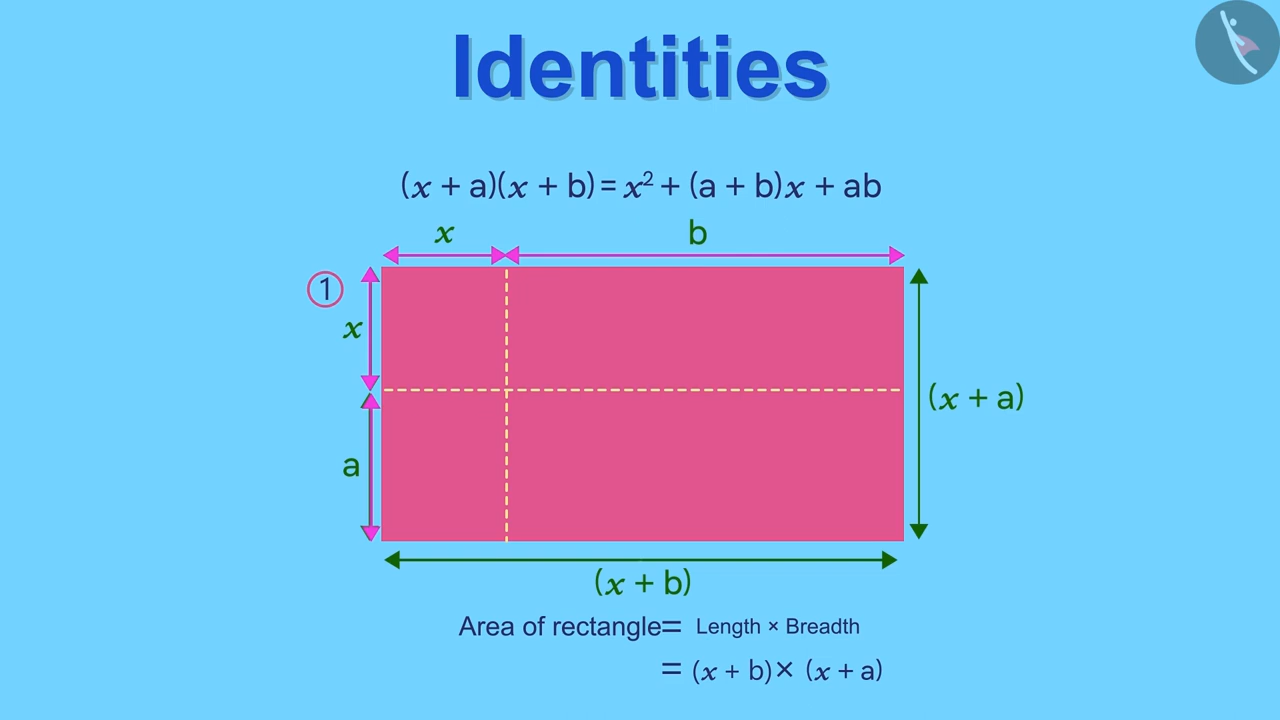 Identities
(x + a)(x + b) = x² + (a + b)x + ab
x b
①
x
a
(x + a)
(x + b)
Area of rectangle= Length × Breadth
= (x + b)× (x + a)